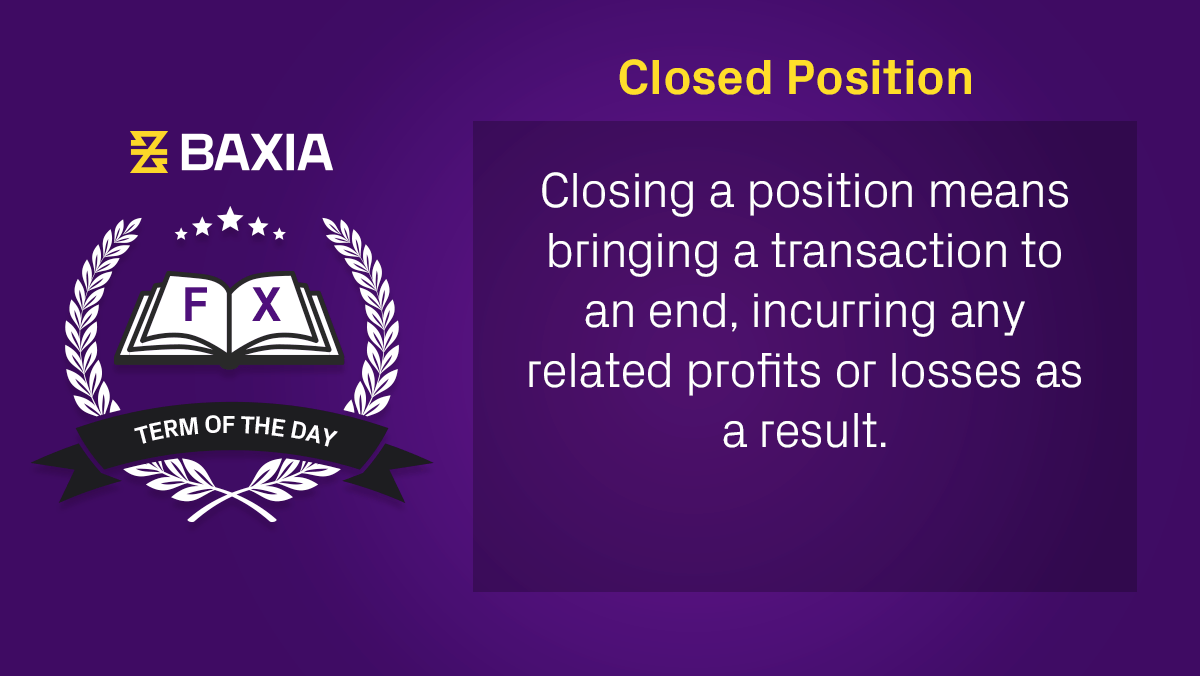 BAXIA
F X
TERM OF THE DAY
Closed Position
Closing a position means
bringing a transaction to
an end, incurring any
related profits or losses as
a result.